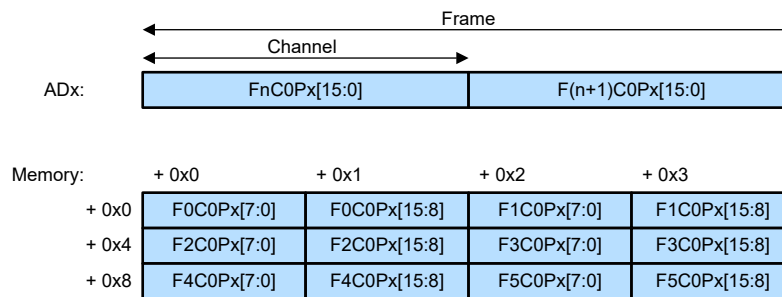 Frame
Channel
ADx: FnC0Px[15:0] F(n+1)C0Px[15:0]
Memory: + 0x0 + 0x1 + 0x2 + 0x3
+ 0x0 F0C0Px[7:0] F0C0Px[15:8] F1C0Px[7:0] F1C0Px[15:8]
+ 0x4 F2C0Px[7:0] F2C0Px[15:8] F3C0Px[7:0] F3C0Px[15:8]
+ 0x8 F4C0Px[7:0] F4C0Px[15:8] F5C0Px[7:0] F5C0Px[15:8]